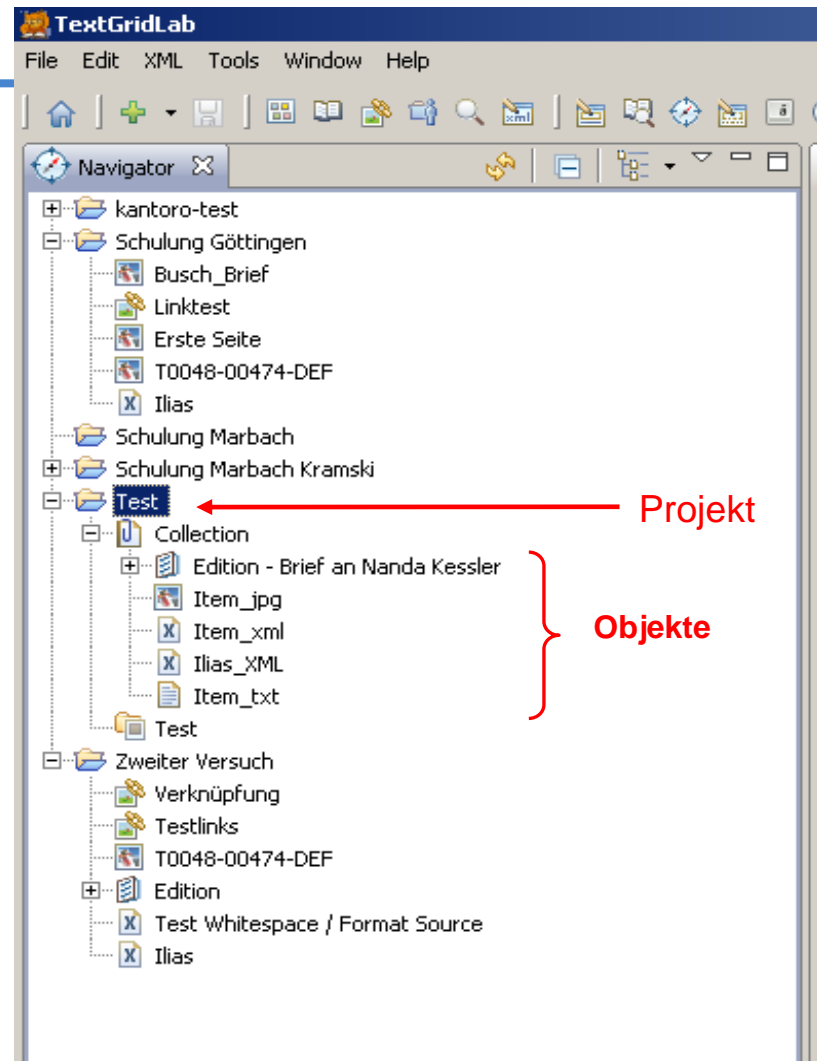 TextGridLab
File Edit XML Tools Window Help
xml a
Navigator
kantoro-test
Schulung Göttingen
Busch_Brief
Linktest
Erste Seite
T0048-00474-DEF
X Ilias
Schulung Marbach
Schulung Marbach Kramski
Test Projekt
Collection
Edition - Brief an Nanda Kessler
Item_jpg
X Item_xml Objekte
X Ilias_XML
Item_txt
Test
Zweiter Versuch
Verknüpfung
Testlinks
T0048-00474-DEF
Edition
X Test Whitespace / Format Source
X Ilias